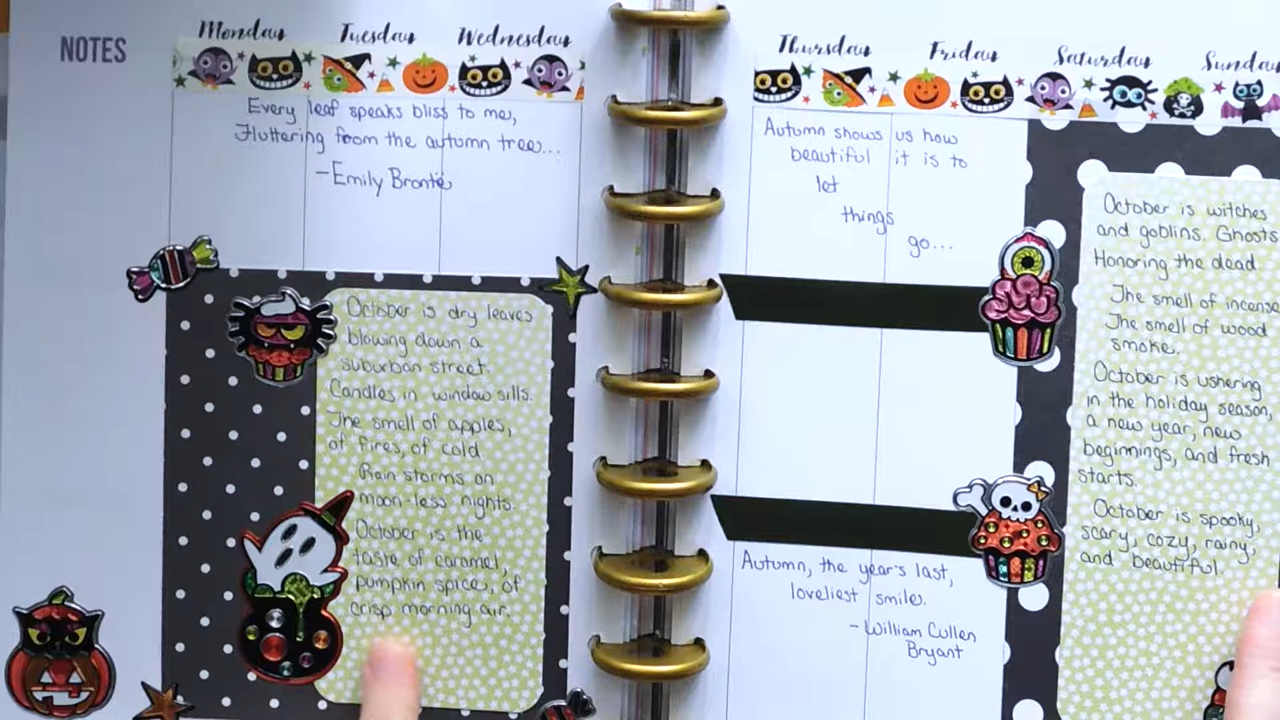 NOTES
Monday
Tuesday
Wednesday
Every leaf speaks bliss to me,
Fluttering from the autumn tree...
-Emily Brontë
October is dry leaves
blowing down a
suburban street.
Candles in window sills.
The smell of apples,
of fires, of cold
Rain storms on
moon-less nights.
October is the
taste of caramel,
pumpkin spice, of
crisp morning air.
Thursday
Friday
Saturday
Sunday
Autumn shows us how
beautiful it is to
let
things
go...
Autumn, the year's last,
loveliest smile.
-William Cullen
Bryant
October is witches
and goblins. Ghosts
Honoring the dead.
The smell of incense
The smell of wood
smoke.
October is ushering
in the holiday season,
a new year, new
beginnings, and fresh
starts.
October is spooky,
scary, cozy, rainy,
and beautiful.